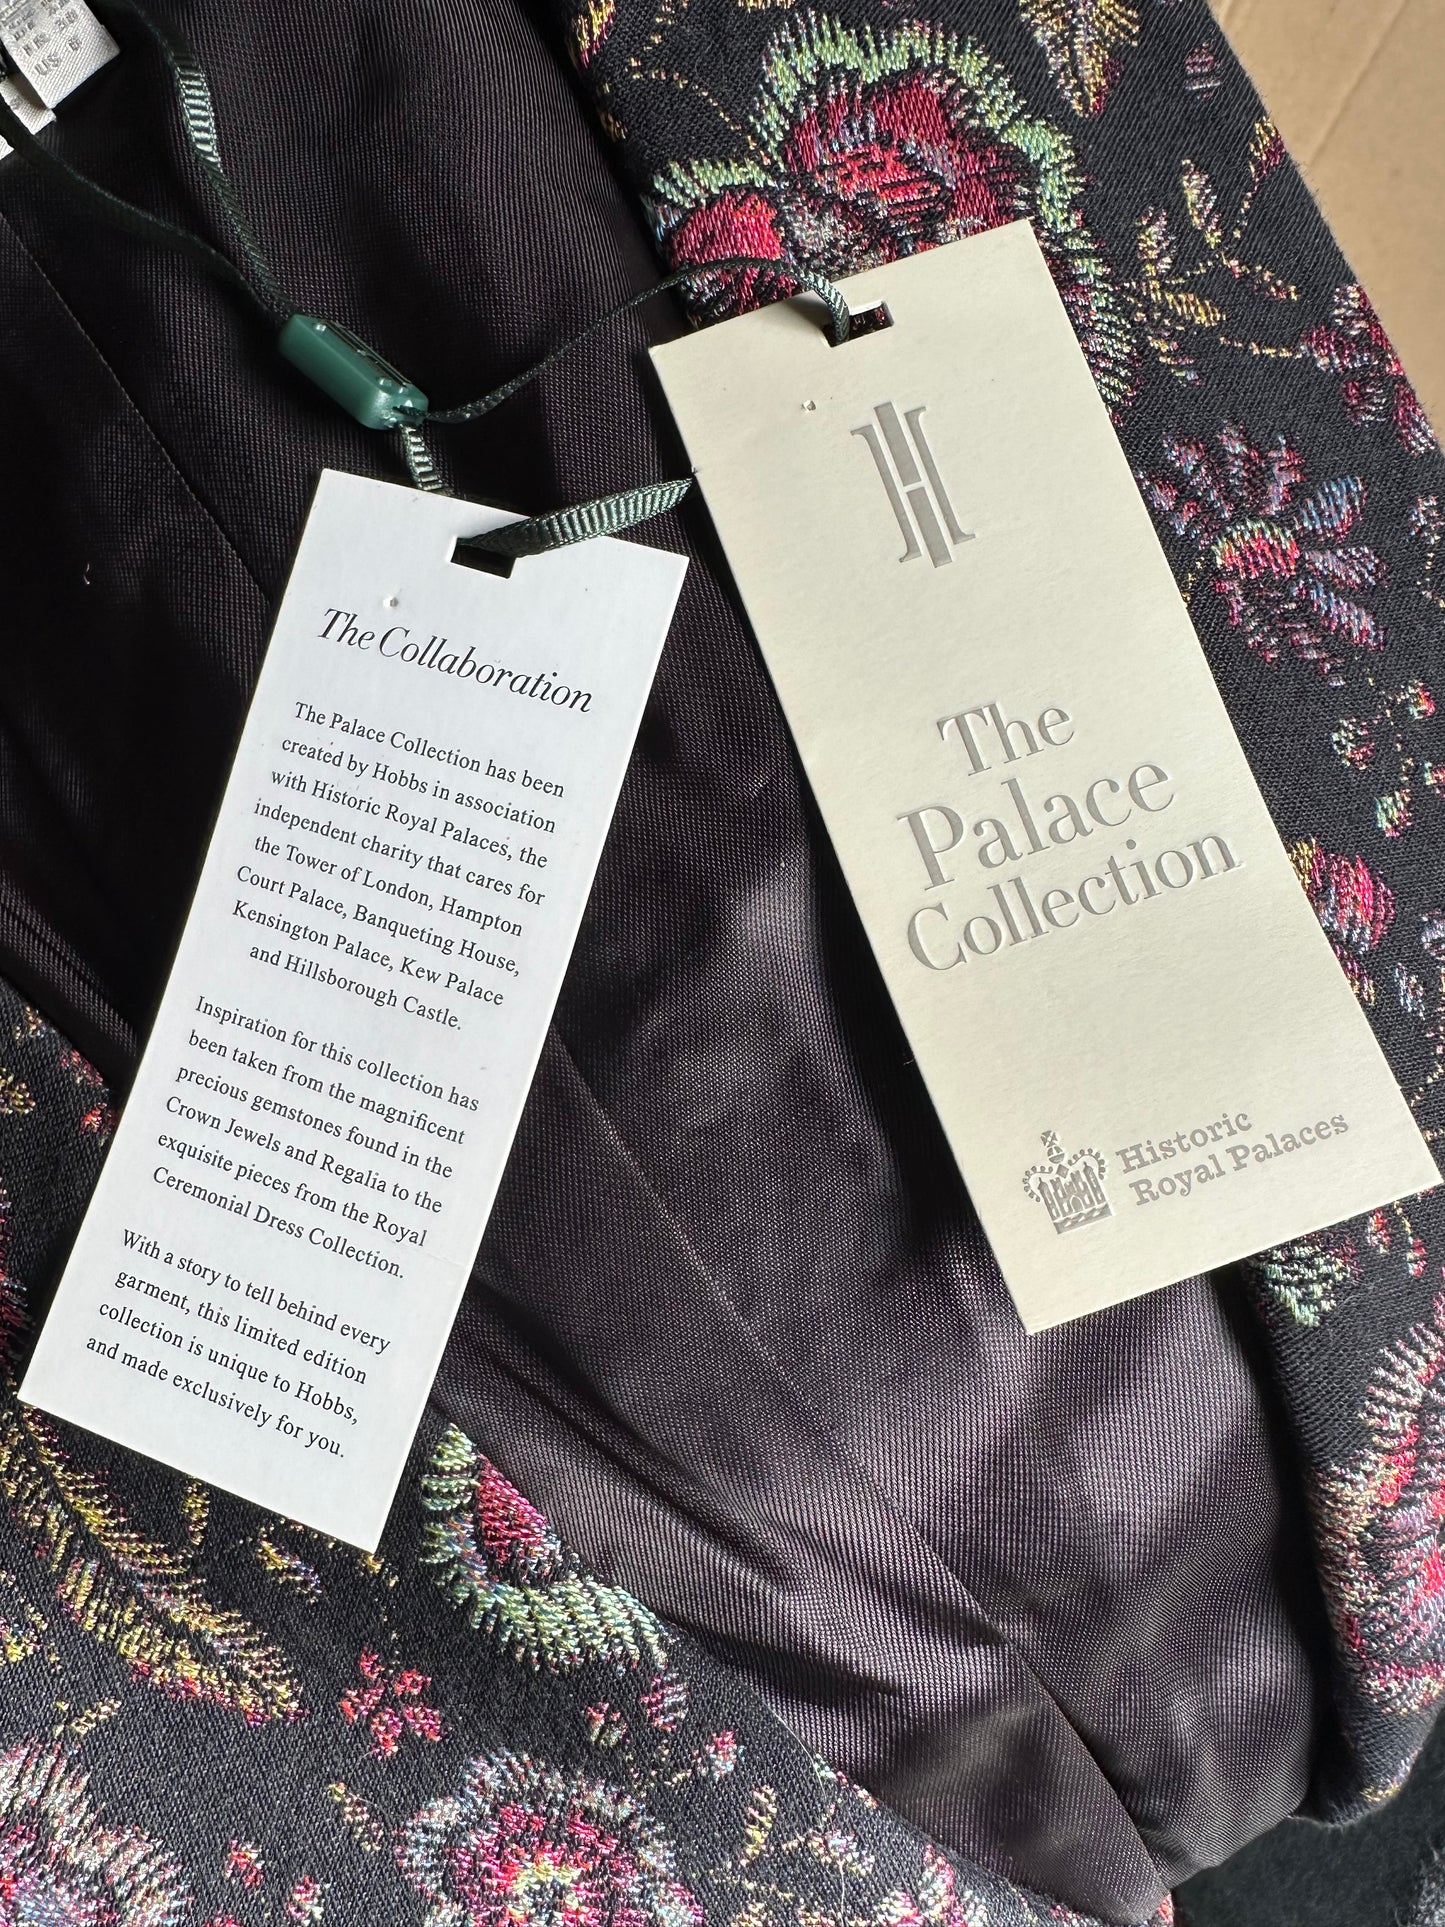 US 6
The Collaboration
The Palace Collection has been
created by Hobbs in association
with Historic Royal Palaces, the
independent charity that cares for
the Tower of London, Hampton
Court Palace, Banqueting House,
Kensington Palace, Kew Palace
and Hillsborough Castle.
Inspiration for this collection has
been taken from the magnificent
precious gemstones found in the
Crown Jewels and Regalia to the
exquisite pieces from the Royal
Ceremonial Dress Collection.
With a story to tell behind every
garment, this limited edition
collection is unique to Hobbs,
and made exclusively for you.
H
The
Palace
Collection
Historic
Royal Palaces